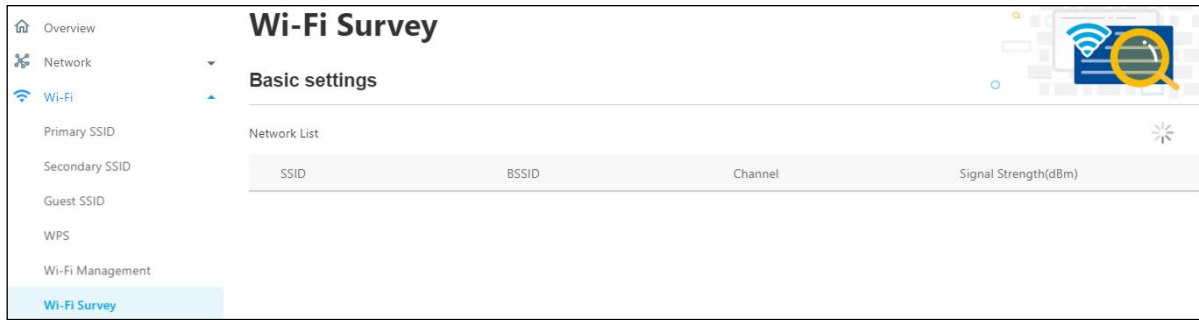 Overview
Network
Wi-Fi
Primary SSID
Secondary SSID
Guest SSID
WPS
Wi-Fi Management
Wi-Fi Survey
Wi-Fi Survey
Basic settings
Network List
SSID BSSID Channel Signal Strength(dBm)